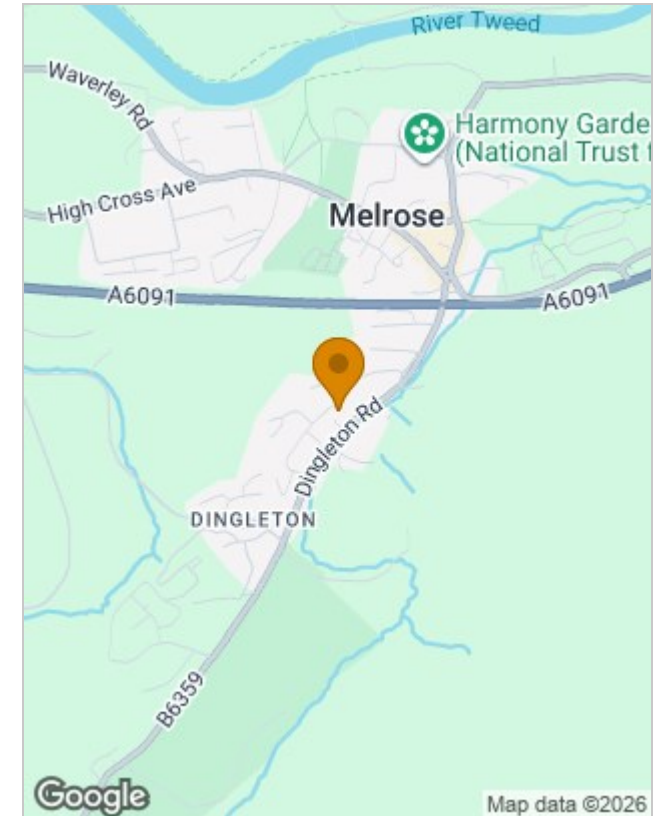 River Tweed
Waverley Rd
Harmony Garde
(National Trust f
High Cross Ave
Melrose
A6091
A6091
Dingleton Rd
DINGLETON
B6359
Google
Map data ©2026